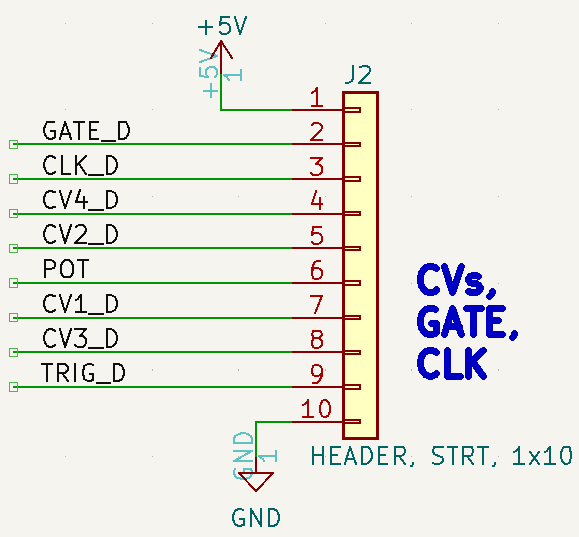 +5V
+5V
1
J2
1
GATE_D
2
CLK_D
3
CV4_D
4
CV2_D
5
POT
6
CV1_D
7
CV3_D
8
TRIG_D
9
10
CVs,
GATE,
CLK
GND
1
HEADER, STRT, 1x10
GND